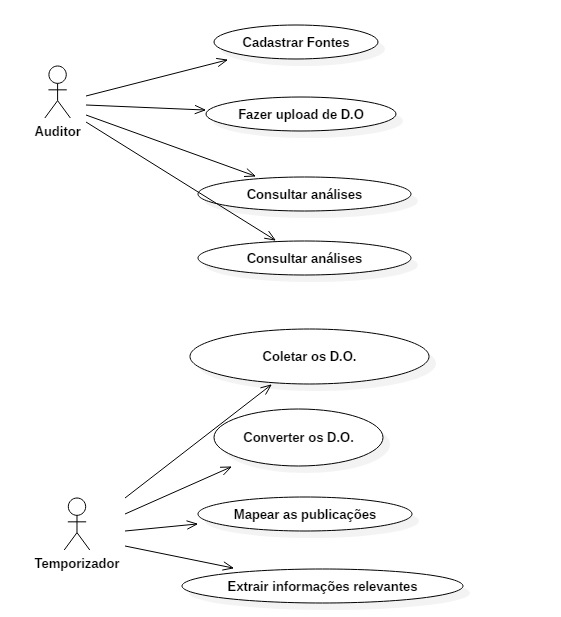 Cadastrar Fontes
Auditor
Fazer upload de D.O
Consultar análises
Consultar análises
Coletar os D.O.
Converter os D.O.
Mapear as publicações
Temporizador
Extrair informações relevantes